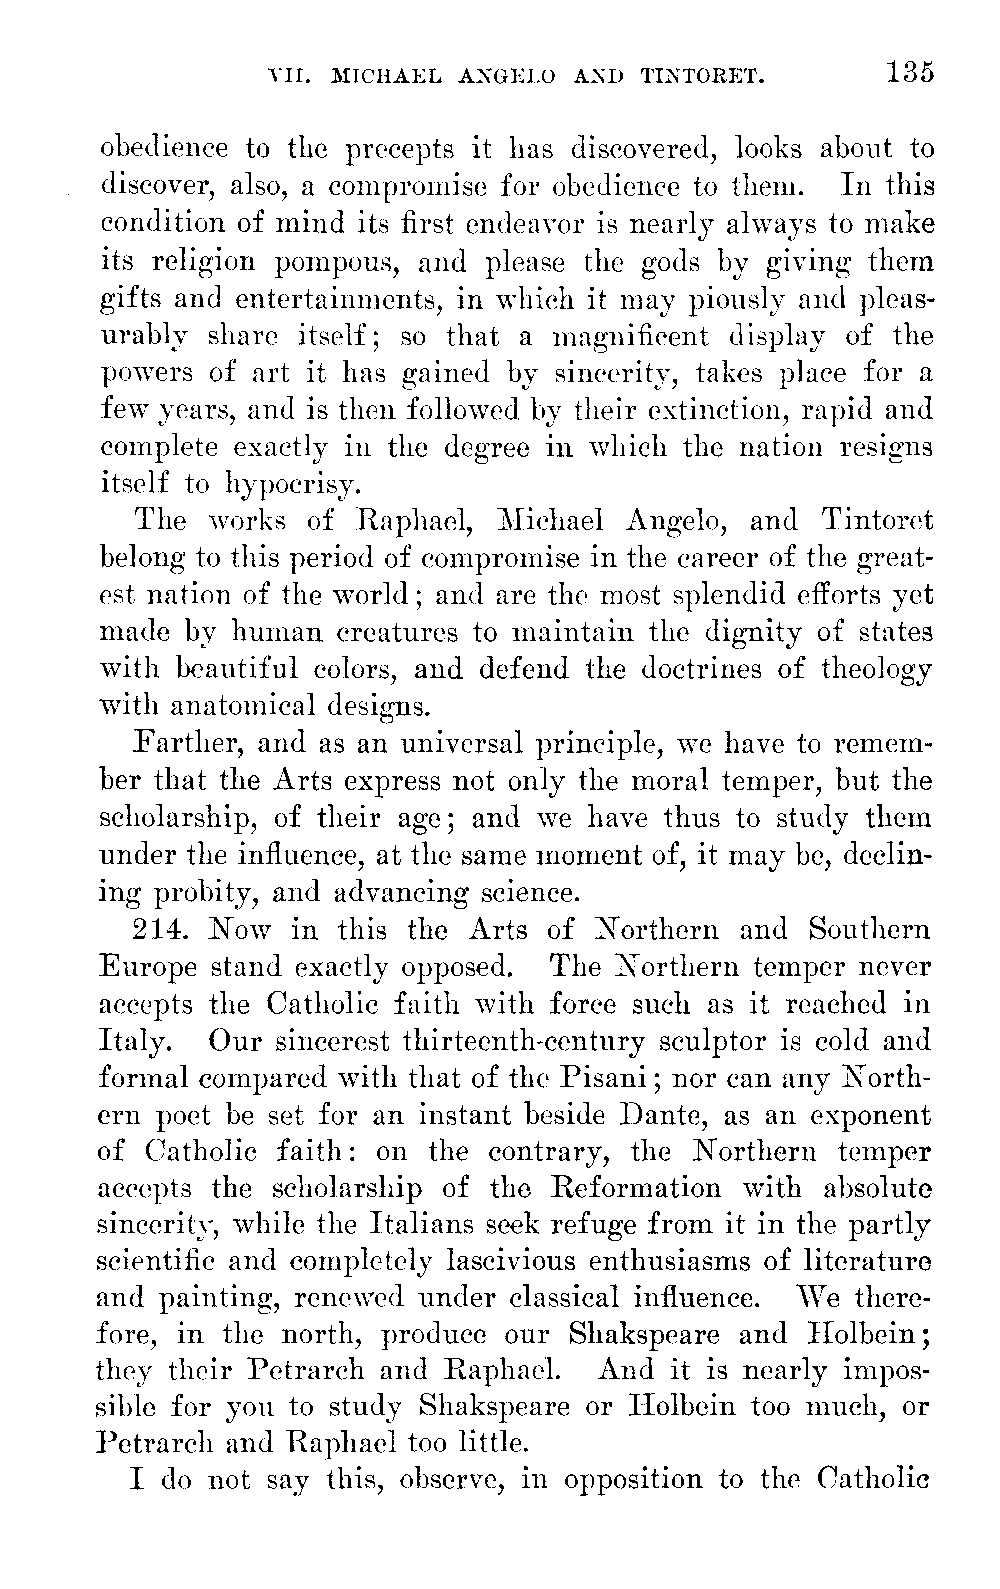 VII. MICHAEL ANGELO AND TINTORET. 135
obedience to the precepts it has discovered, looks about to
discover, also, a compromise for obedience to them. In this
condition of mind its first endeavor is nearly always to make
its religion pompous, and please the gods by giving them
gifts and entertainments, in which it may piously and pleas-
urably share itself; so that a magnificent display of the
powers of art it has gained by sincerity, takes place for a
few years, and is then followed by their extinction, rapid and
complete exactly in the degree in which the nation resigns
itself to hypocrisy.
The works of Raphael, Michael Angelo, and Tintoret
belong to this period of compromise in the career of the great-
est nation of the world; and are the most splendid efforts yet
made by human creatures to maintain the dignity of states
with beautiful colors, and defend the doctrines of theology
with anatomical designs.
Farther, and as an universal principle, we have to remem-
ber that the Arts express not only the moral temper, but the
scholarship, of their age; and we have thus to study them
under the influence, at the same moment of, it may be, declin-
ing probity, and advancing science.
214. Now in this the Arts of Northern and Southern
Europe stand exactly opposed. The Northern temper never
accepts the Catholic faith with force such as it reached in
Italy. Our sincerest thirteenth-century sculptor is cold and
formal compared with that of the Pisani; nor can any North-
ern poet be set for an instant beside Dante, as an exponent
of Catholic faith: on the contrary, the Northern temper
accepts the scholarship of the Reformation with absolute
sincerity, while the Italians seek refuge from it in the partly
scientific and completely lascivious enthusiasms of literature
and painting, renewed under classical influence. We there-
fore, in the north, produce our Shakspeare and Holbein;
they their Petrarch and Raphael. And it is nearly impos-
sible for you to study Shakspeare or Holbein too much, or
Petrarch and Raphael too little.
I do not say this, observe, in opposition to the Catholic